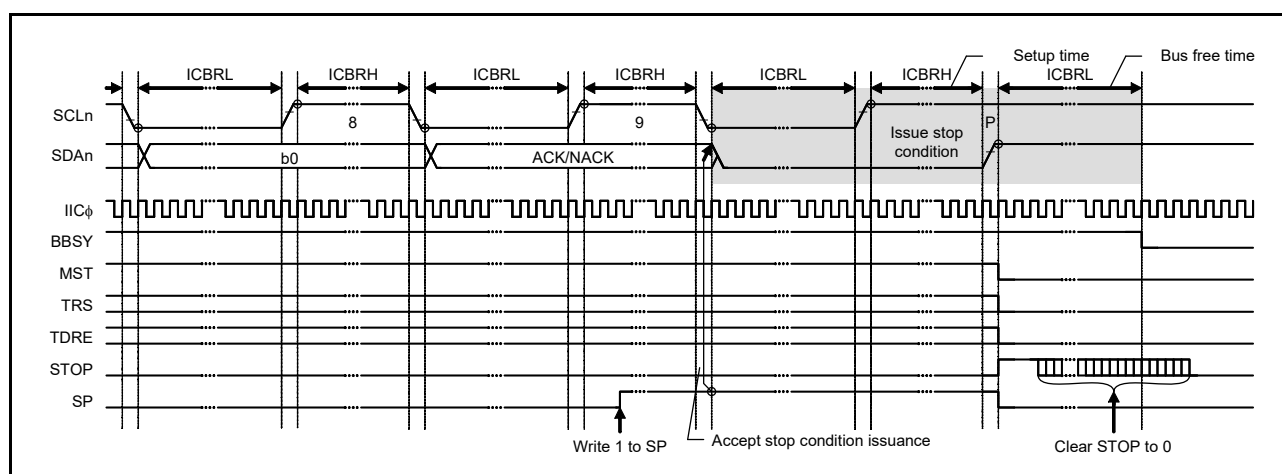 Setup time Bus free time
ICBRL ICBRH ICBRL ICBRH ICBRL ICBRH ICBRL
SCLn 8 9 Issue stop condition P
SDAn b0 ACK/NACK
IICϕ
BBSY
MST
TRS
TDRE
STOP
SP
Write 1 to SP Accept stop condition issuance Clear STOP to 0